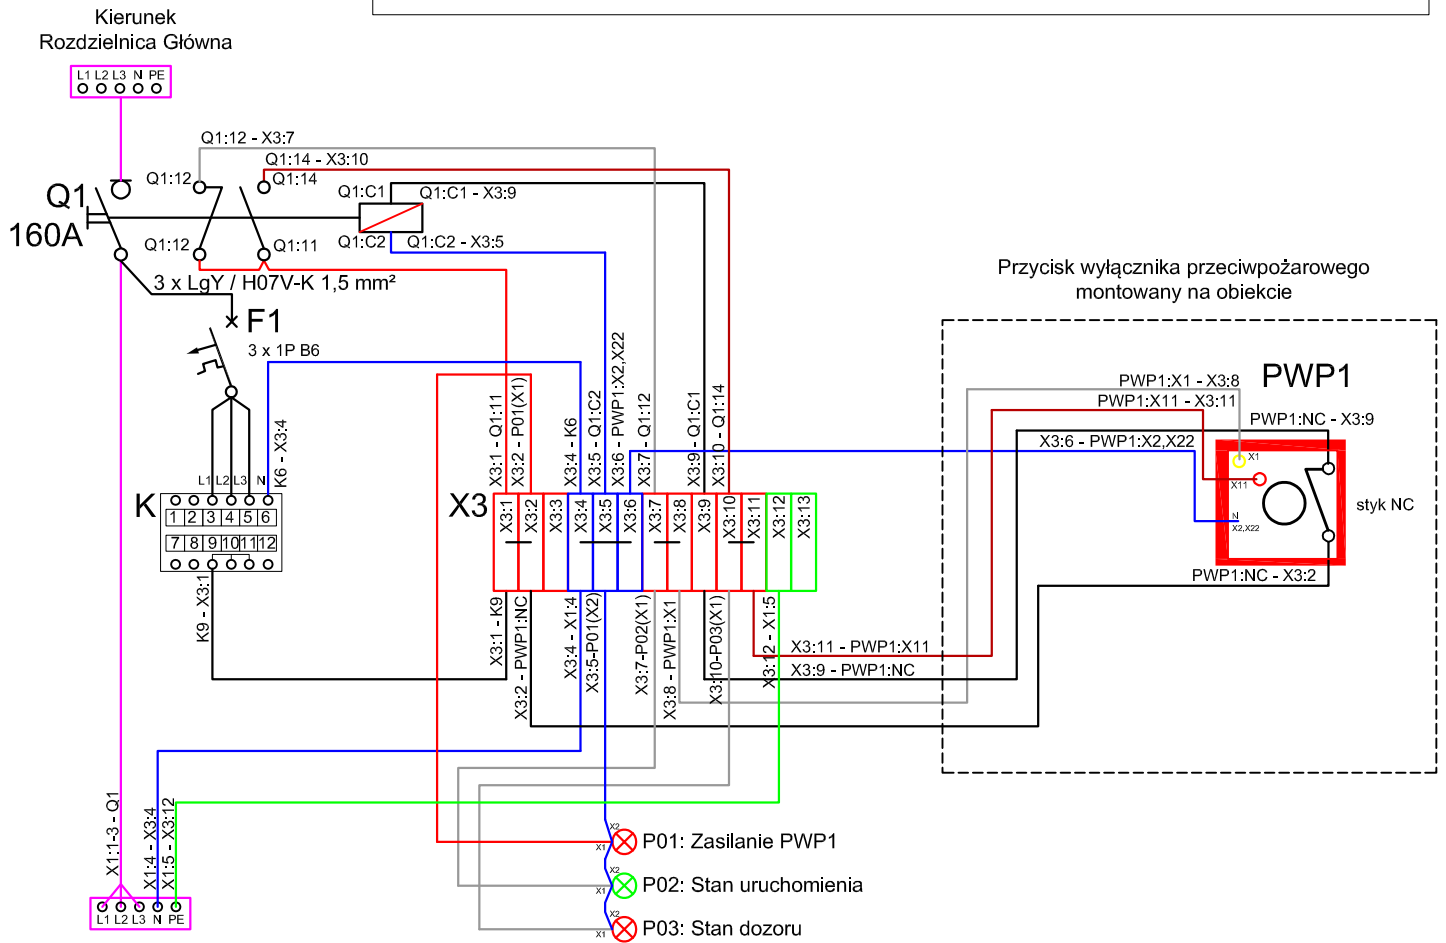 Kierunek
Rozdzielnica Główna
L1 L2 L3 N PE
Q1:12 - X3:7
Q1:14 - X3:10
Q1:12
Q1:14
Q1:C1
Q1:C1 - X3:9
Q1
160A
Q1:12
Q1:11
Q1:C2
Q1:C2 - X3:5
3 x LgY / H07V-K 1,5 mm²
F1
3 x 1P B6
Przycisk wyłącznika przeciwpożarowego
montowany na obiekcie
PWP1
PWP1:X1 - X3:8
PWP1:X11 - X3:11
PWP1:NC - X3:9
X3:6 - PWP1:X2,X22
X1
X11
N
X2,X22
styk NC
PWP1:NC - X3:2
K6 - X3:4
X3:1 - Q1:11
X3:2 - P01(X1)
X3:4 - K6
X3:5 - Q1:C2
X3:6 - PWP1:X2,X22
X3:7 - Q1:12
X3:9 - Q1:C1
X3:10 - Q1:14
L1 L2 L3 N
K
1 2 3 4 5 6
7 8 9 10 11 12
X3
X3:1
X3:2
X3:3
X3:4
X3:5
X3:6
X3:7
X3:8
X3:9
X3:10
X3:11
X3:12
X3:13
K9 - X3:1
X3:1 - K9
X3:2 - PWP1:NC
X3:4 - X1:4
X3:5-P01(X2)
X3:7-P02(X1)
X3:8 - PWP1:X1
X3:10-P03(X1)
X3:12 - X1:5
X3:11 - PWP1:X11
X3:9 - PWP1:NC
X1:1-3 - Q1
X1:4 - X3:4
X1:5 - X3:12
L1 L2 L3 N PE
X2
X1
P01: Zasilanie PWP1
X2
X1
P02: Stan uruchomienia
X2
X1
P03: Stan dozoru